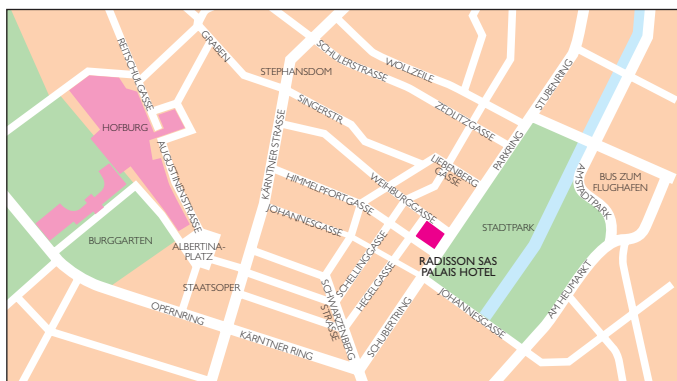 REITSCHULGASSE
GRABEN
STEPHANSDOM
SCHULERSTRASSE
WOLLZEILE
STUBENRING
HOFBURG
SINGERSTR.
ZEDLITZGASSE
AUGUSTINENSTRASSE
KÄRNTNER STRASSE
PARKRING
LIEBENBERG
GASSE
WEIHBURGGASSE
HIMMELPFORTGASSE
BUS ZUM
FLUGHAFEN
AMSTADTPARK
JOHANNESGASSE
STADTPARK
BURGGARTEN
ALBERTINA-
PLATZ
SCHELLINGGASSE
HEGELGASSE
RADISSON SAS
PALAIS HOTEL
STAATSOPER
SCHWARZENBERG
STRASSE
SCHUBERTRING
JOHANNESGASSE
AM HEUMARKT
OPERNRING
KÄRNTNER RING